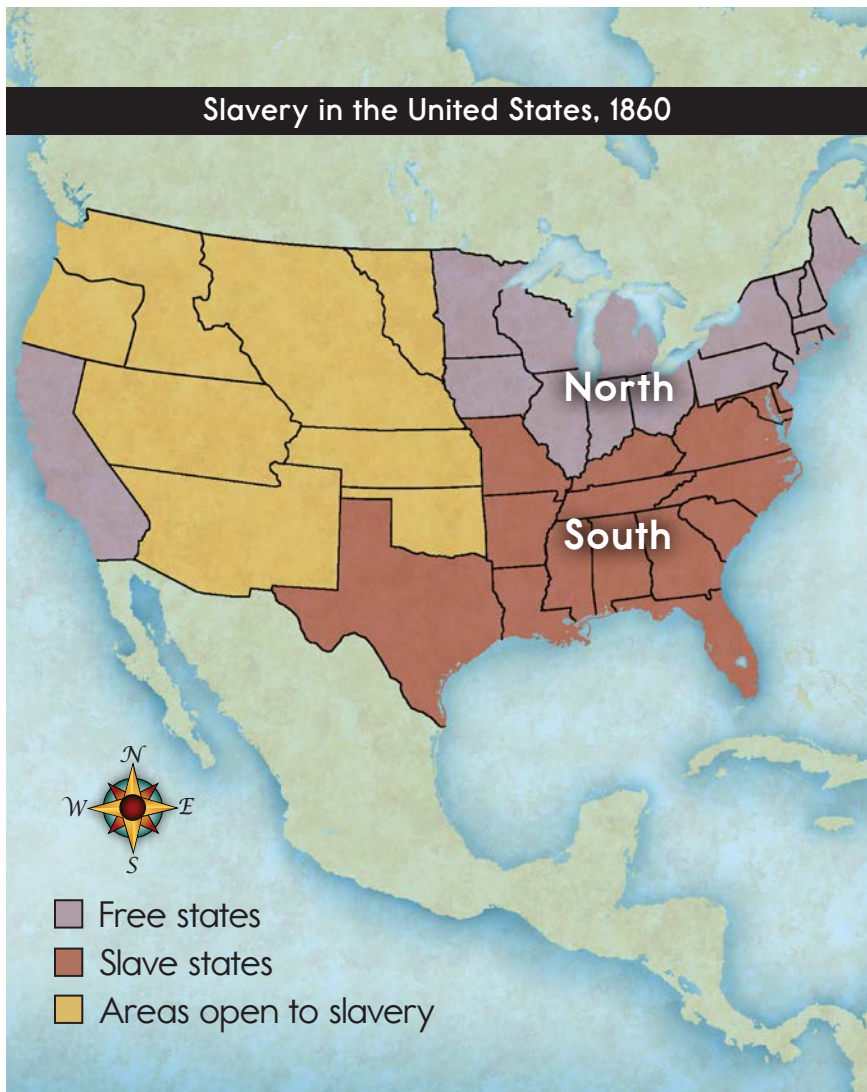 Slavery in the United States, 1860
North
South
N
W
E
S
Free states
Slave states
Areas open to slavery